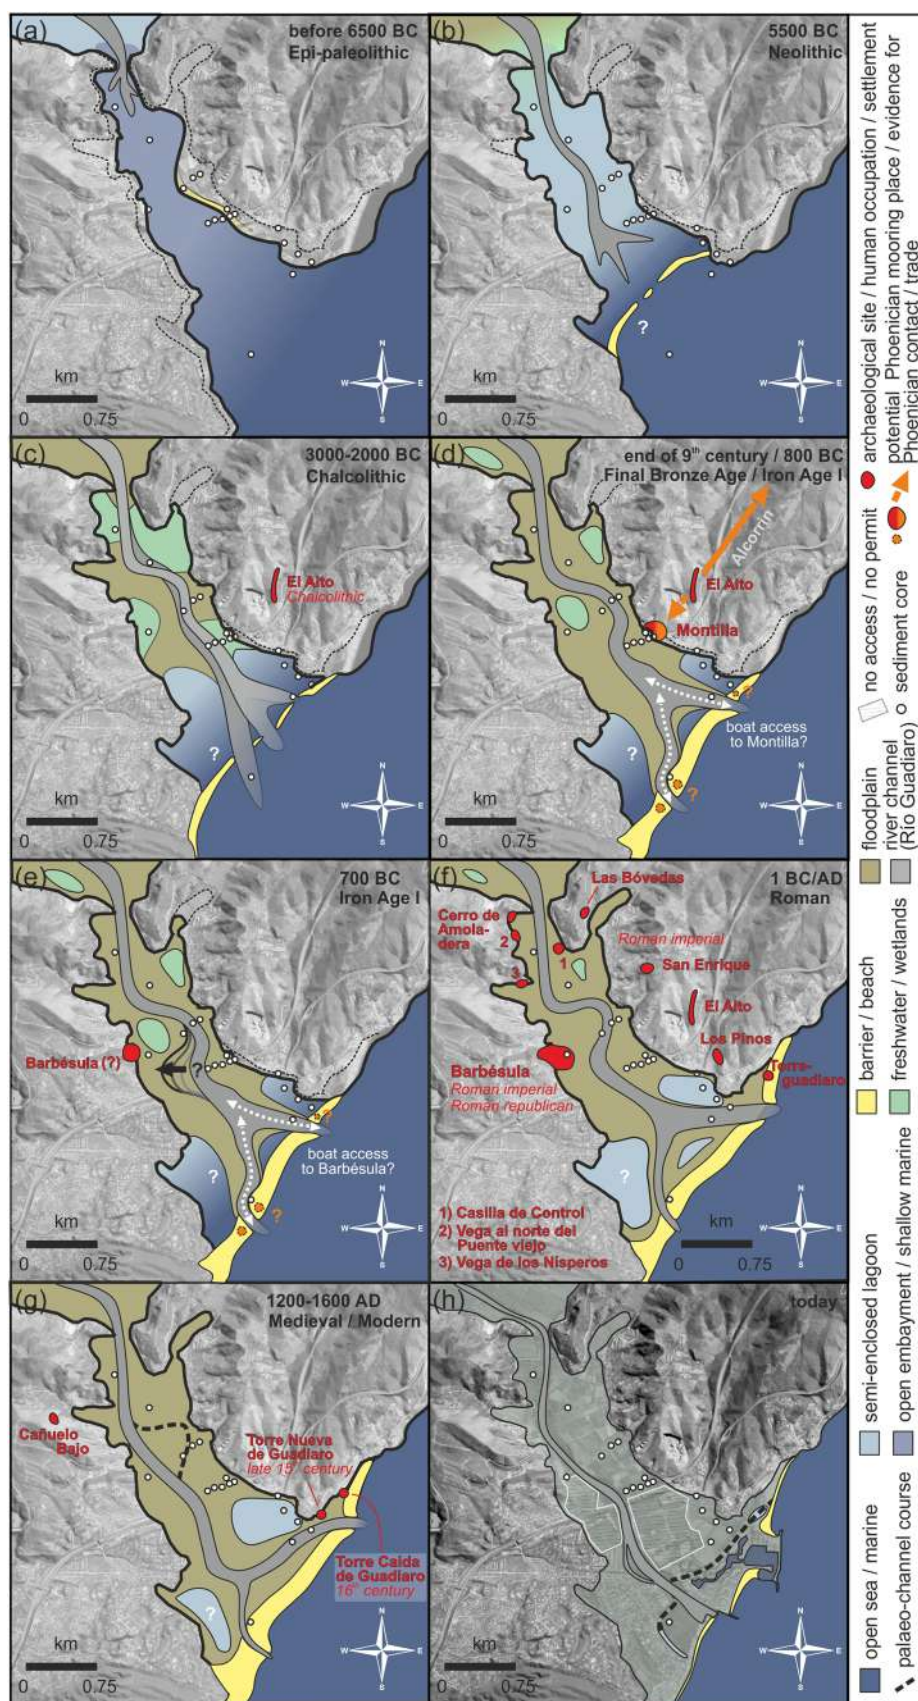 (a)
before 6500 BC
Epi-paleolithic
N
W E
S
km
0 0.75
(b)
5500 BC
Neolithic
?
N
W E
S
km
0 0.75
(c)
3000-2000 BC
Chalcolithic
El Alto
Chalcolithic
?
N
W E
S
km
0 0.75
(d)
end of 9th century / 800 BC
Final Bronze Age / Iron Age I
Alcorrín
El Alto
Montilla
?
boat access
to Montilla?
?
?
N
W E
S
km
0 0.75
(e)
700 BC
Iron Age I
Barbésula (?)
?
?
boat access
to Barbésula?
?
?
N
W E
S
km
0 0.75
(f)
1 BC/AD
Roman
Las Bóvedas
Cerro de
Amola-
dera
2
1
Roman imperial
San Enrique
3
El Alto
Los Pinos
Barbésula
Roman imperial
Roman republican
Torre-
guadiaro
?
1) Casilla de Control
2) Vega al norte del
Puente viejo
3) Vega de los Nísperos
N
W E
S
km
0 0.75
(g)
1200-1600 AD
Medieval / Modern
Cañuelo
Bajo
Torre Nueva
de Guadiaro
late 15th century
Torre Caida
de Guadiaro
16th century
?
N
W E
S
km
0 0.75
(h)
today
N
W E
S
km
0 0.75
open sea / marine
palaeo-channel course
semi-enclosed lagoon
open embayment / shallow marine
barrier / beach
freshwater / wetlands
floodplain
river channel
(Rio Guadiaro)
no access / no permit
sediment core
archaeological site / human occupation / settlement
potential Phoenician mooring place / evidence for
Phoenician contact / trade